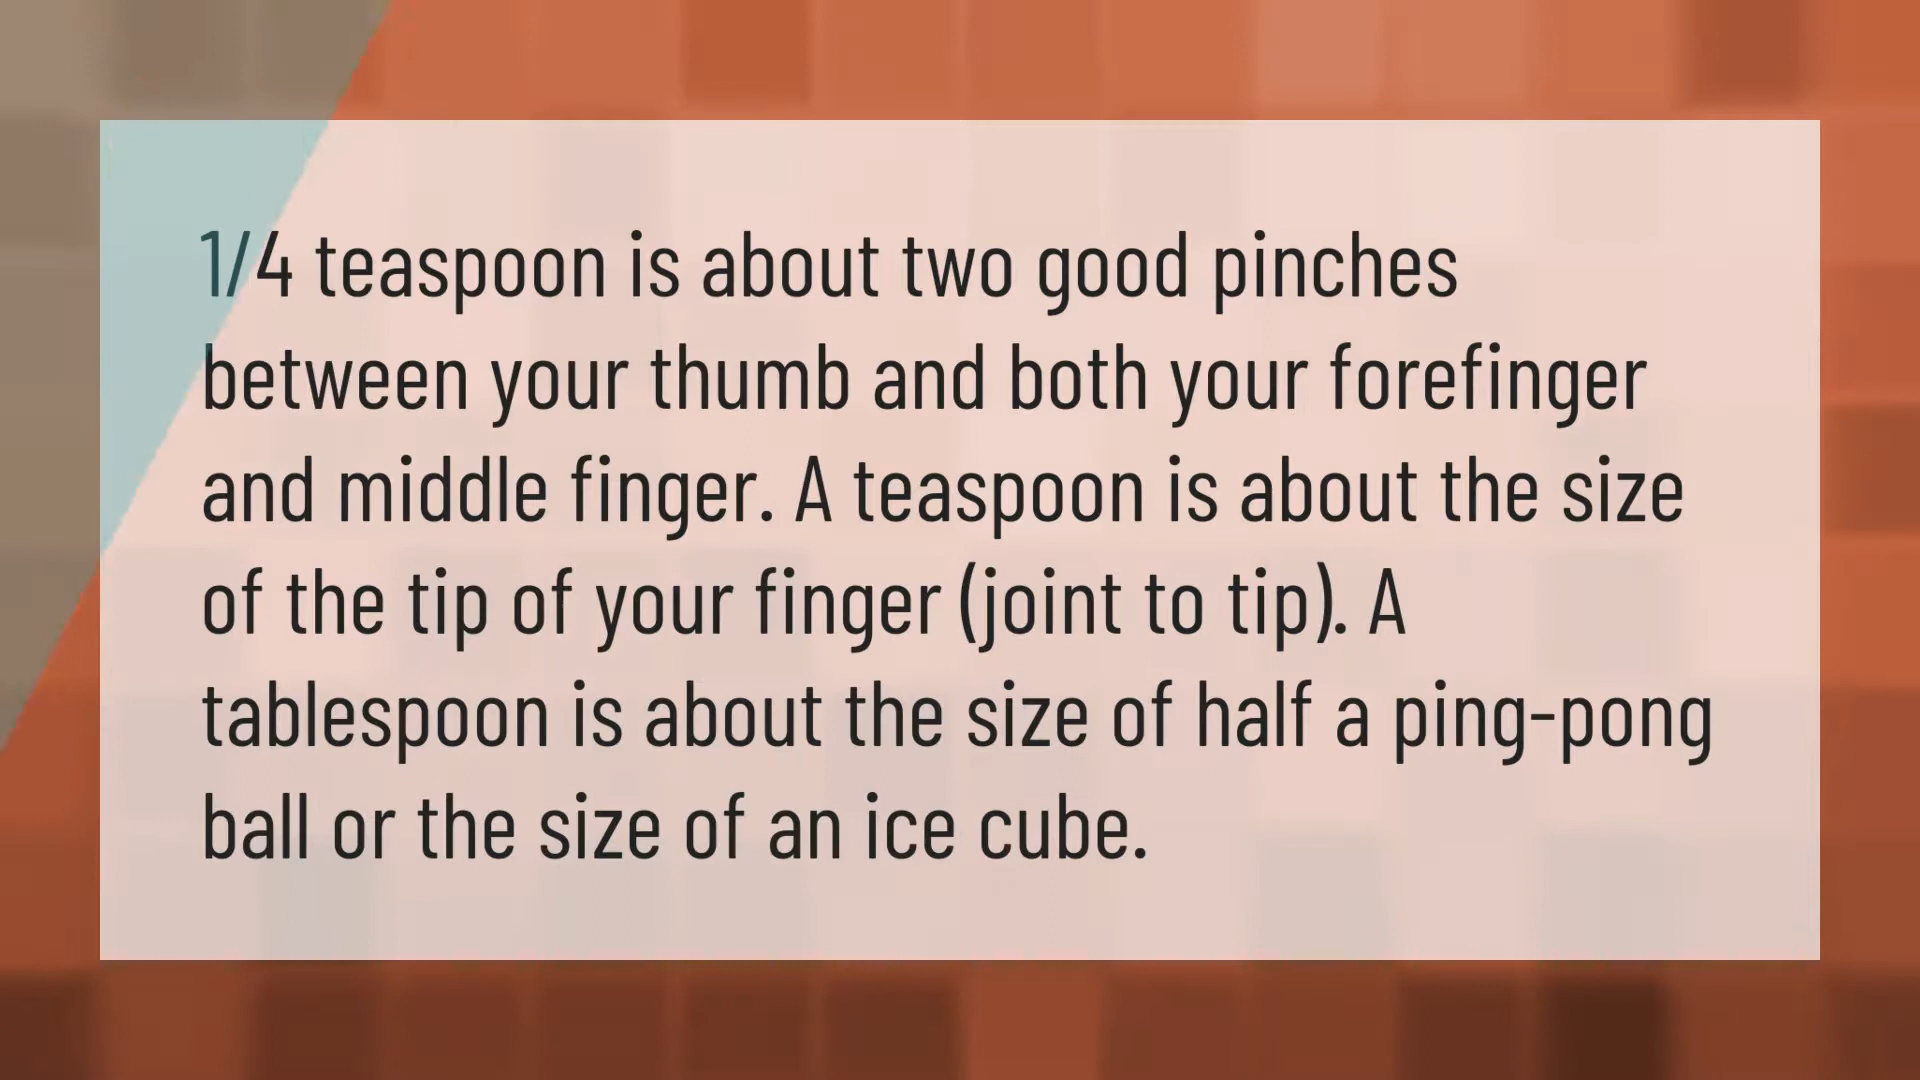 1/4 teaspoon is about two good pinches
between your thumb and both your forefinger
and middle finger. A teaspoon is about the size
of the tip of your finger (joint to tip). A
tablespoon is about the size of half a ping-pong
ball or the size of an ice cube.